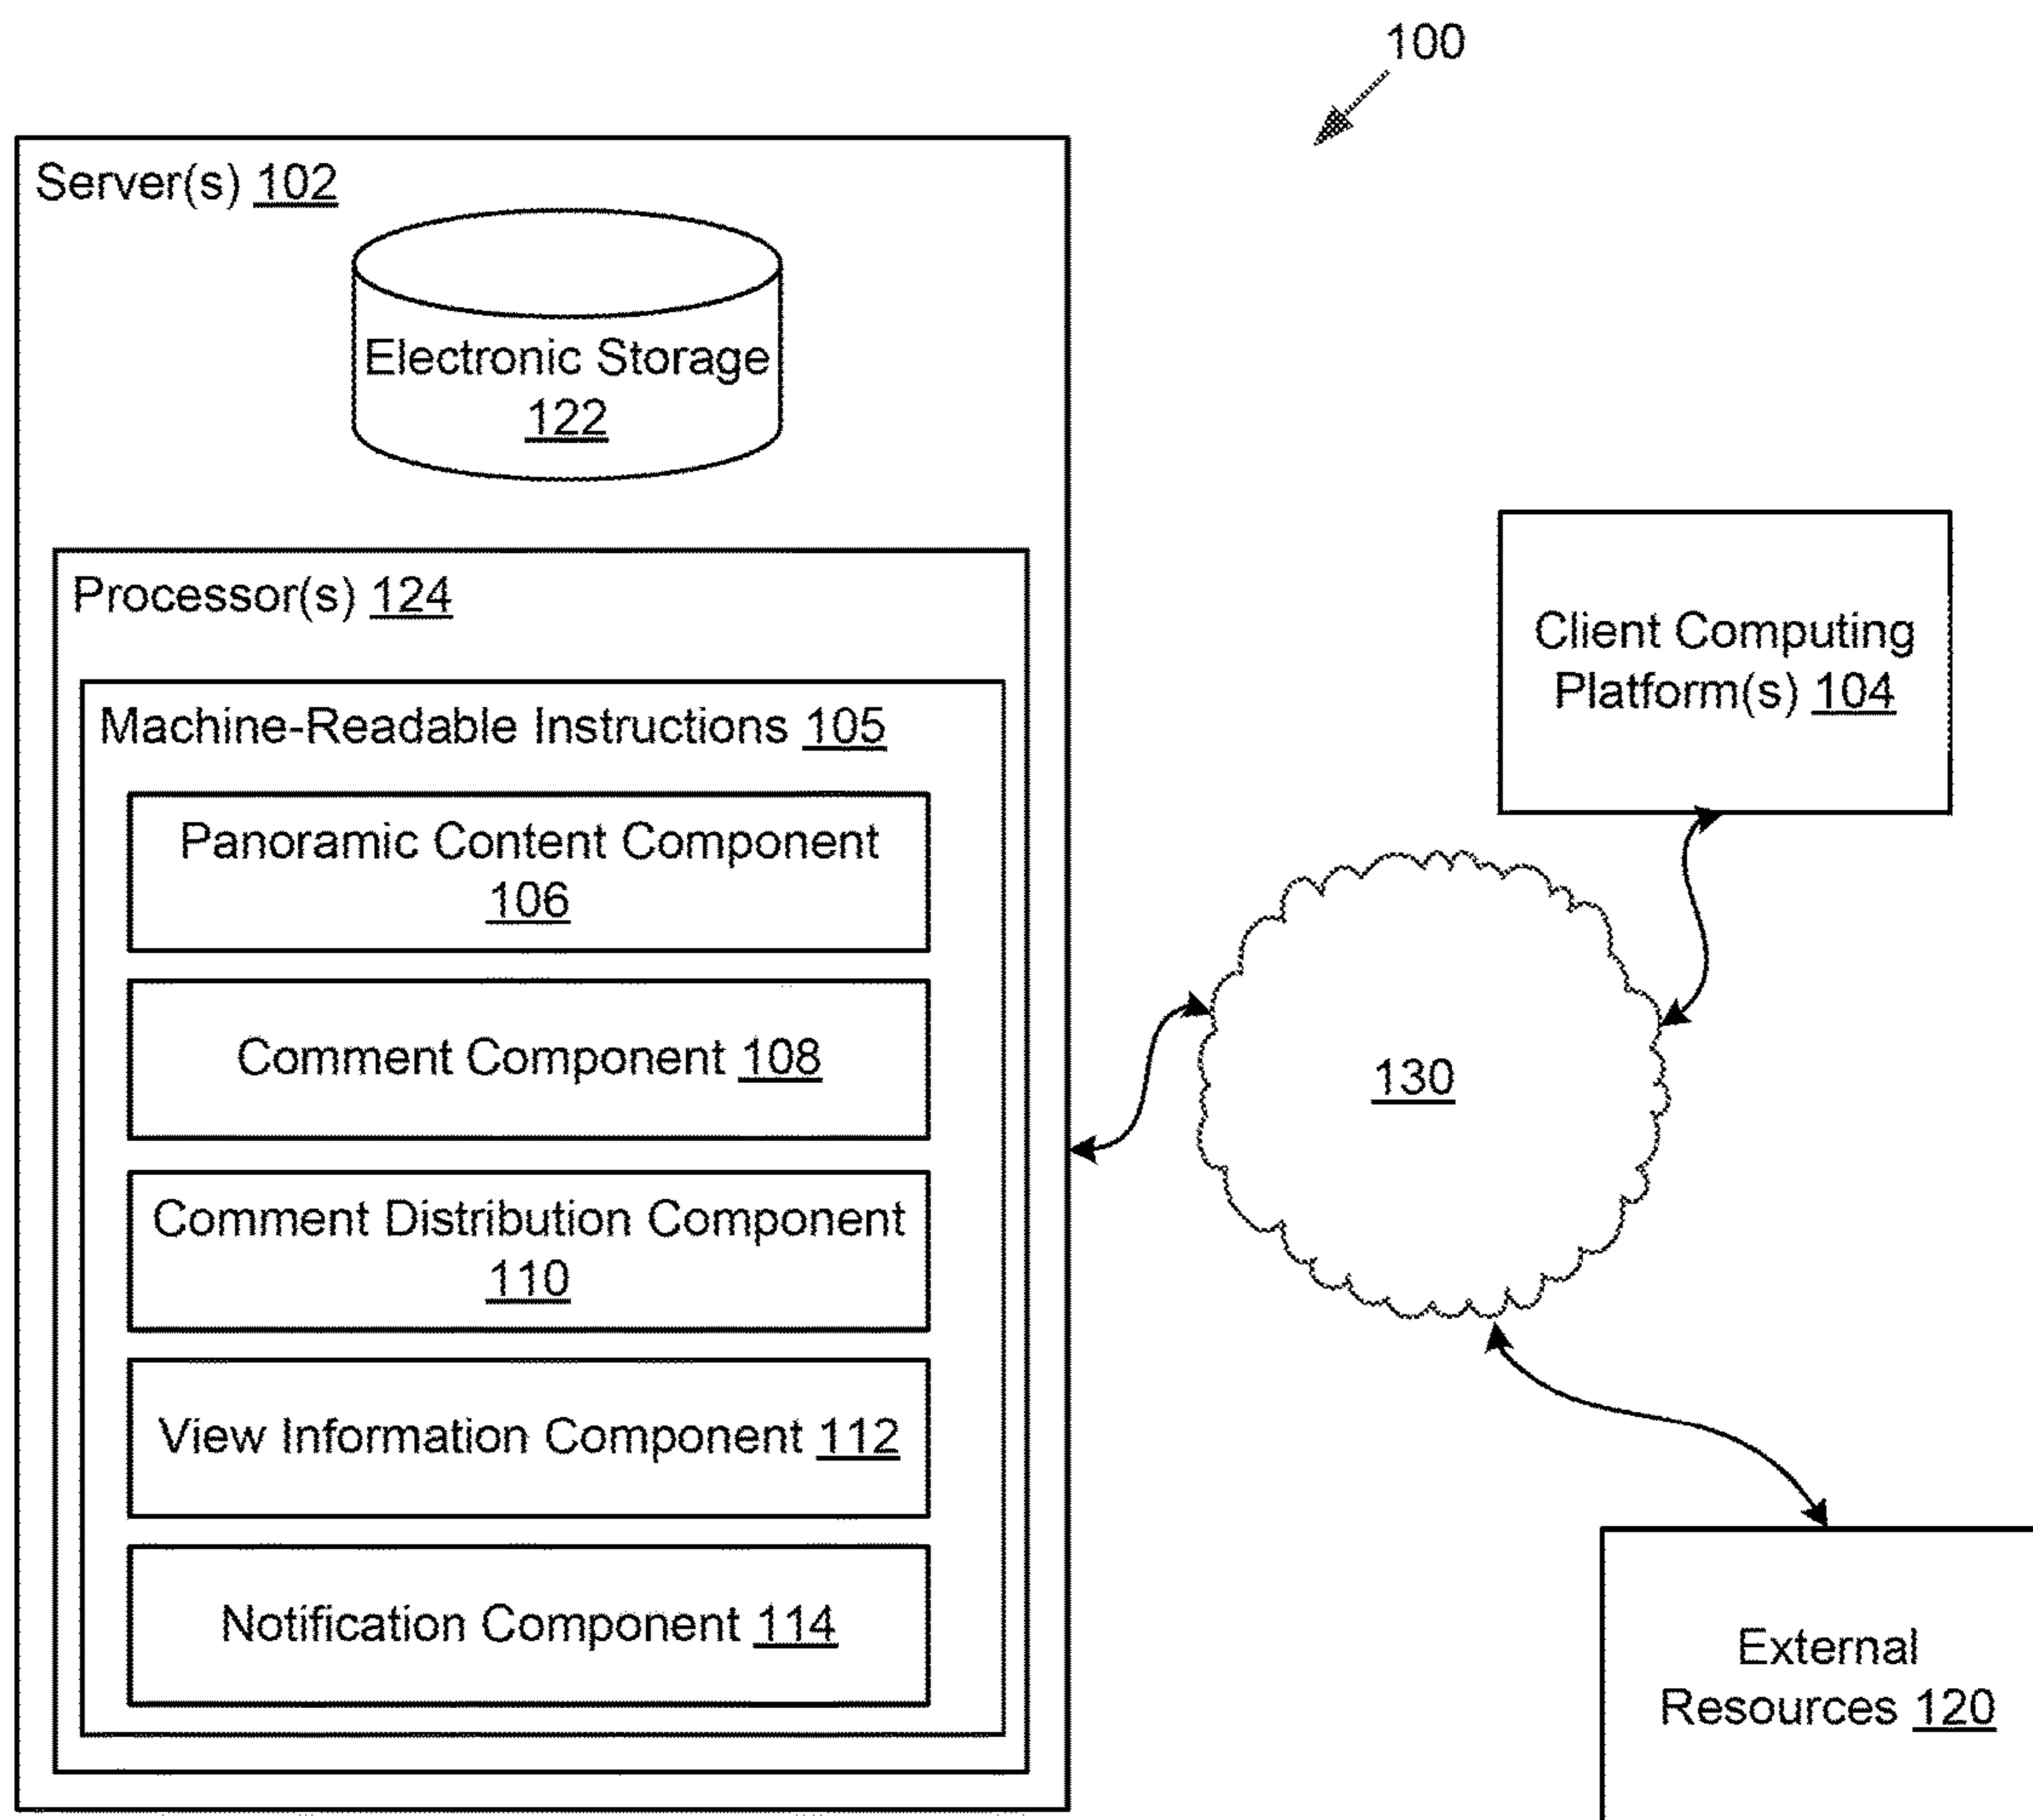 100
Server(s) 102
Electronic Storage
122
Processor(s) 124
Machine-Readable Instructions 105
Panoramic Content Component
106
Comment Component 108
Comment Distribution Component
110
View Information Component 112
Notification Component 114
Client Computing
Platform(s) 104
130
External
Resources 120